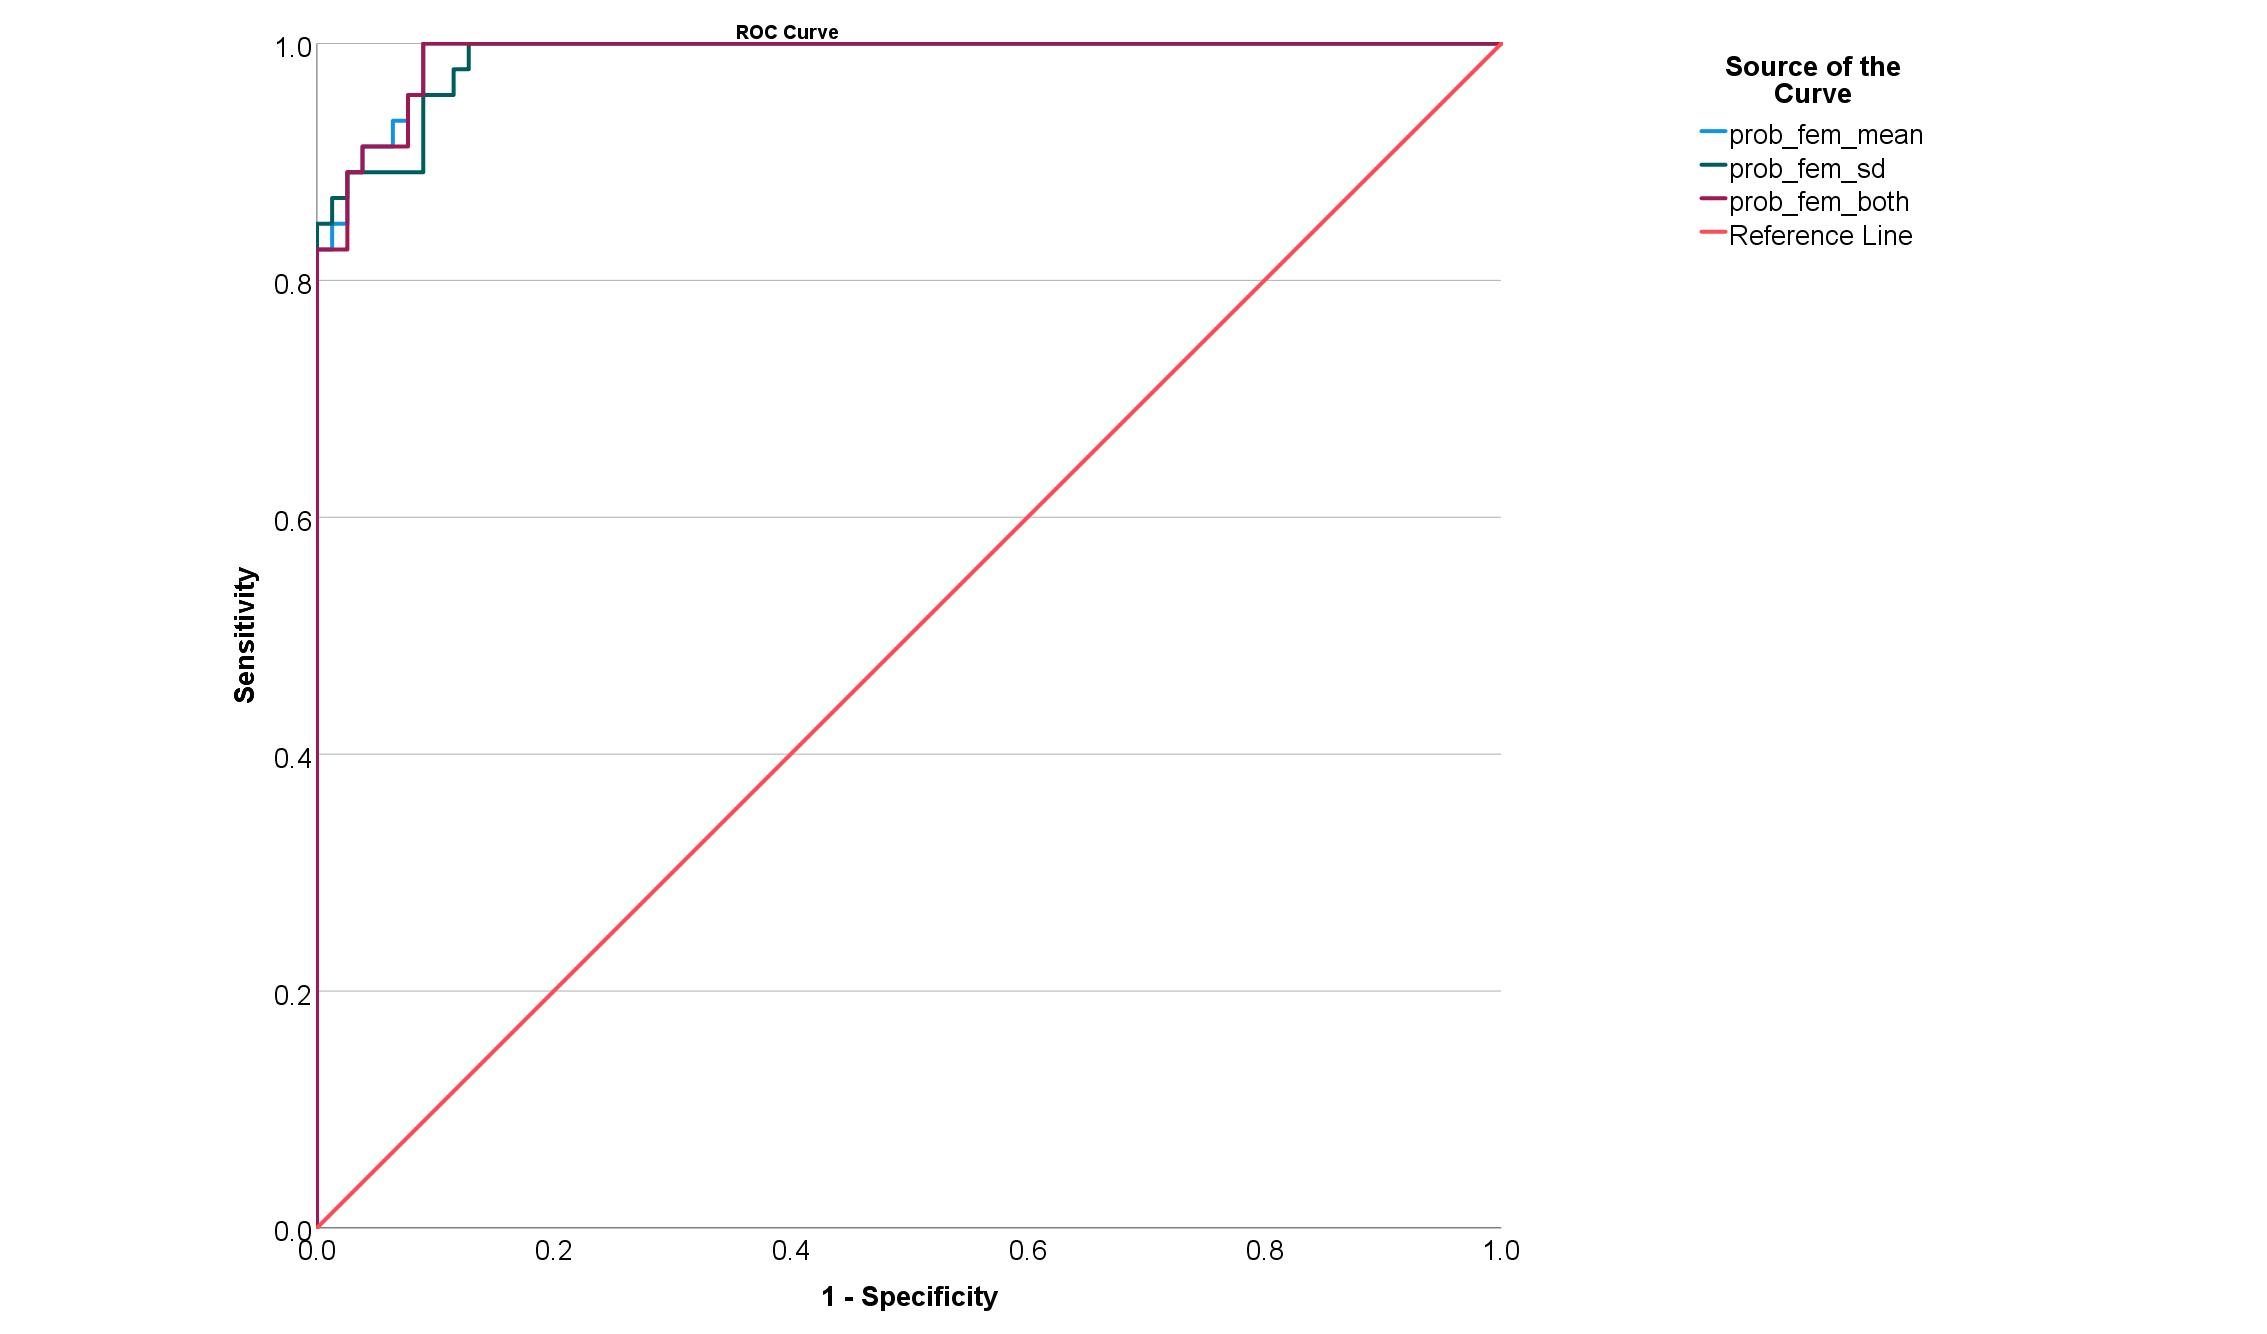 ROC Curve
1.0
0.8
0.6
0.4
0.2
0.0
0.0 0.2 0.4 0.6 0.8 1.0
Sensitivity
1 - Specificity
Source of the
Curve
prob_fem_mean
prob_fem_sd
prob_fem_both
Reference Line